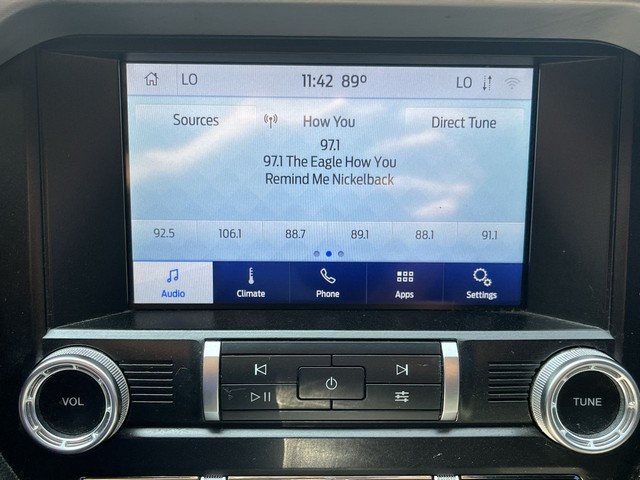 LO 11:42 89° LO
Sources How You Direct Tune
97.1
97.1 The Eagle How You
Remind Me Nickelback
92.5 106.1 88.7 89.1 88.1 91.1
Audio Climate Phone Apps Settings
VOL TUNE